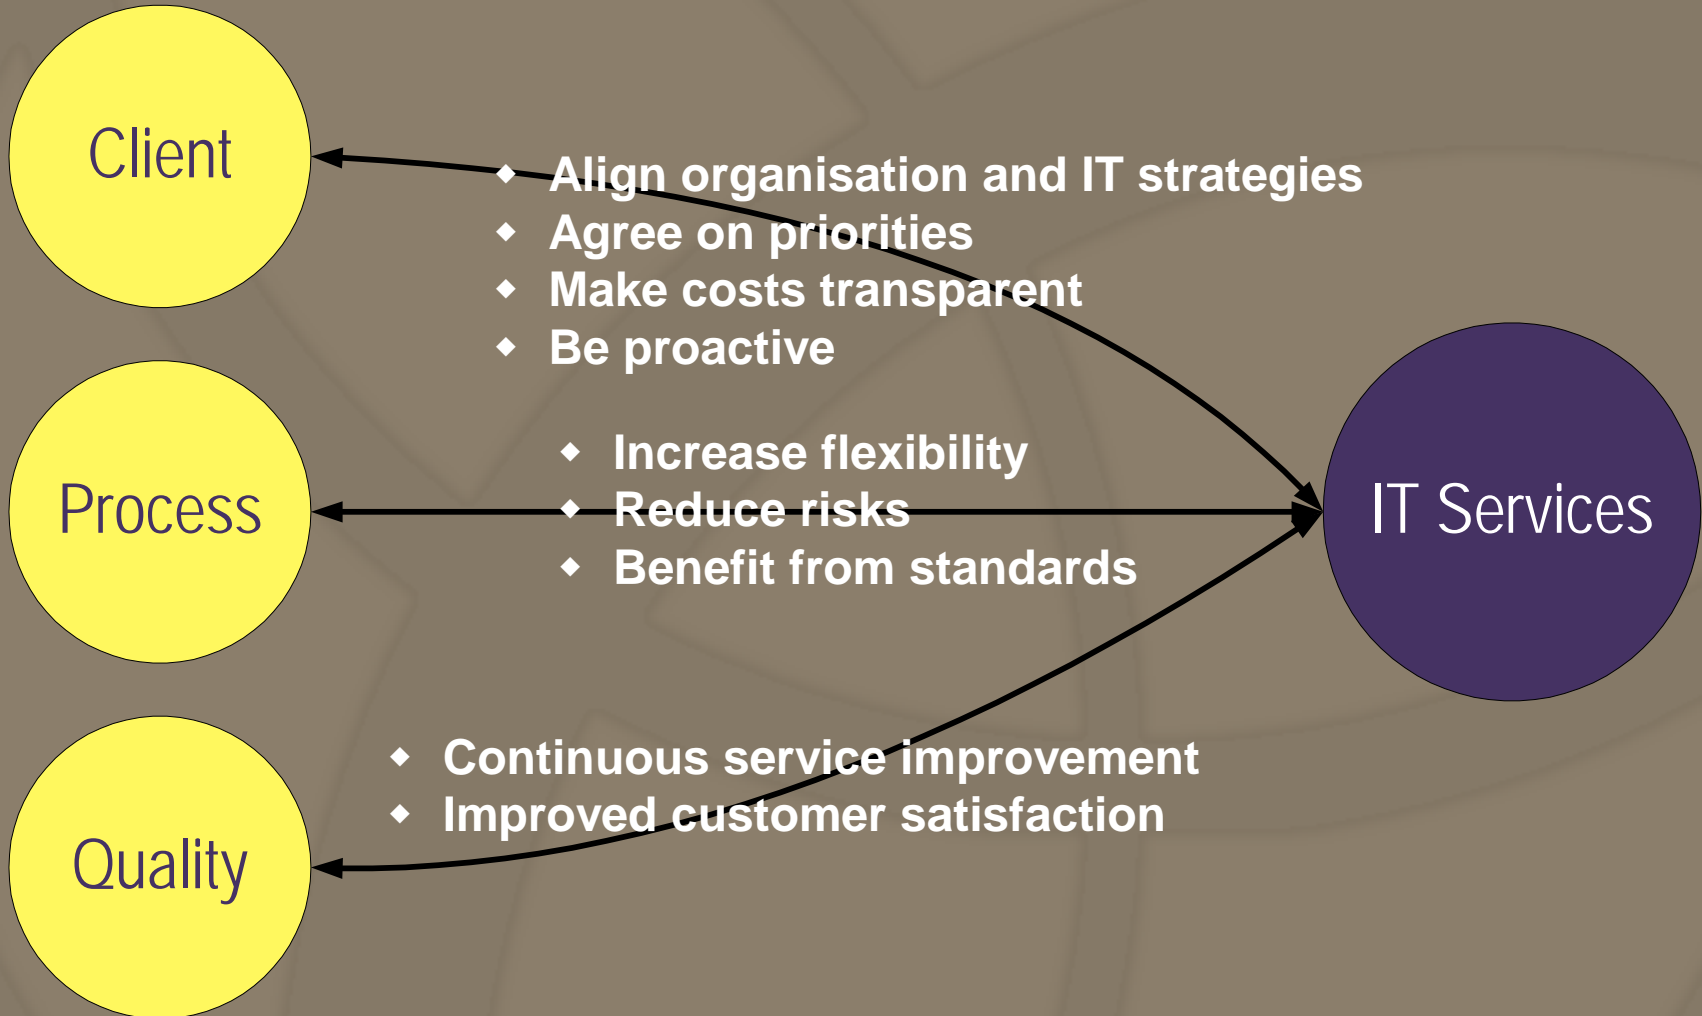 Client
◆ Align organisation and IT strategies
◆ Agree on priorities
◆ Make costs transparent
◆ Be proactive
Process
◆ Increase flexibility
◆ Reduce risks
◆ Benefit from standards
IT Services
Quality
◆ Continuous service improvement
◆ Improved customer satisfaction